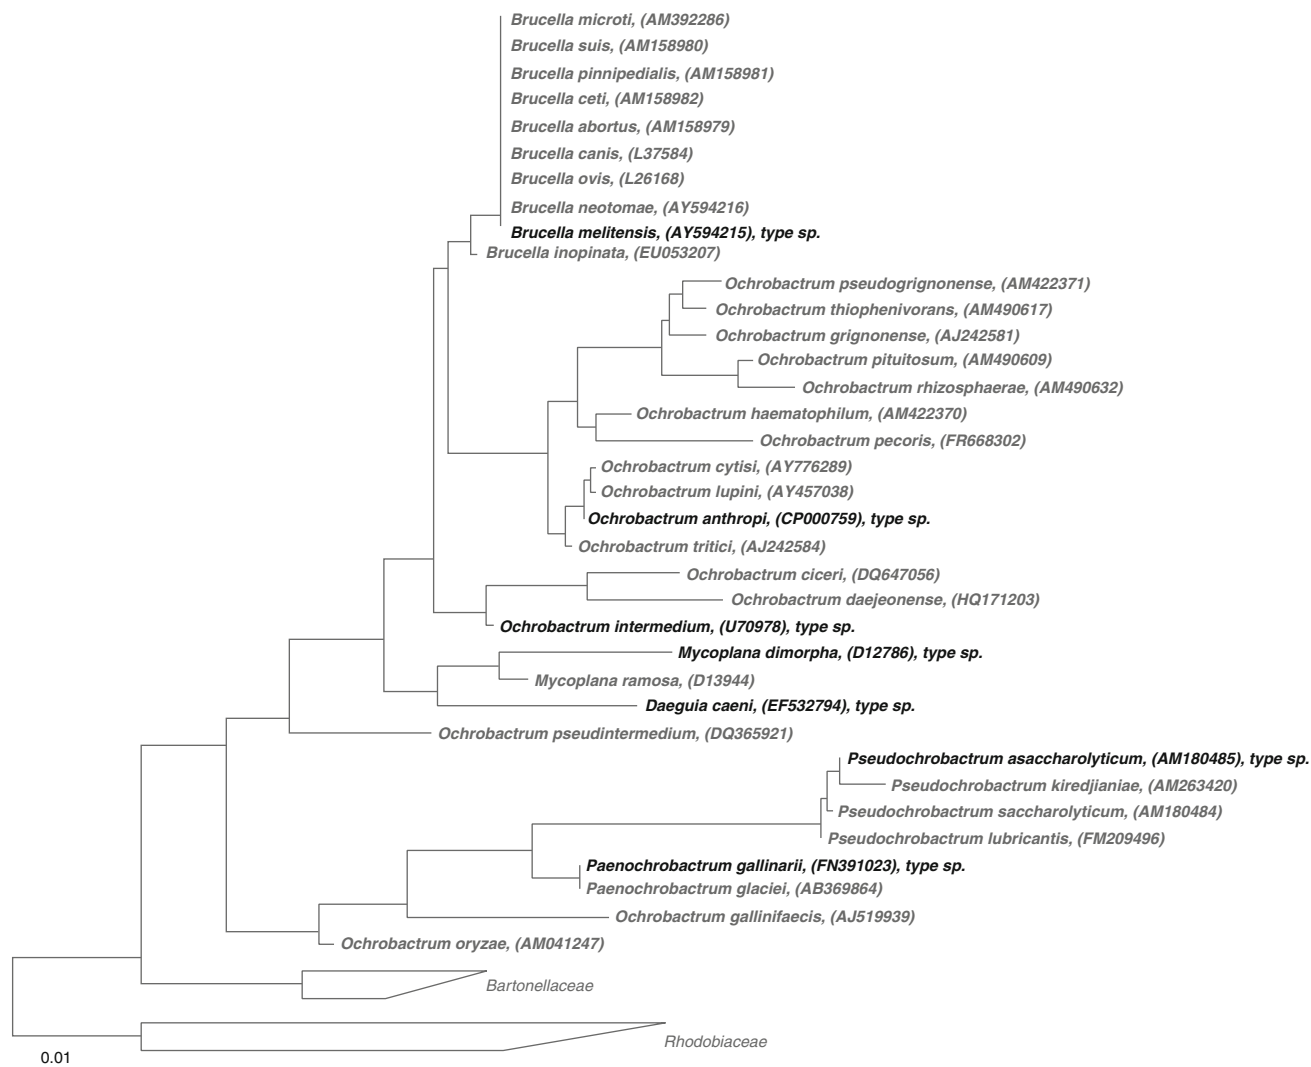 Brucella microti, (AM392286)
Brucella suis, (AM158980)
Brucella pinnipedialis, (AM158981)
Brucella ceti, (AM158982)
Brucella abortus, (AM158979)
Brucella canis, (L37584)
Brucella ovis, (L26168)
Brucella neotomae, (AY594216)
Brucella melitensis, (AY594215), type sp.
Brucella inopinata, (EU053207)
Ochrobactrum pseudogrignonense, (AM422371)
Ochrobactrum thiophenivorans, (AM490617)
Ochrobactrum grignonense, (AJ242581)
Ochrobactrum pituitosum, (AM490609)
Ochrobactrum rhizosphaerae, (AM490632)
Ochrobactrum haematophilum, (AM422370)
Ochrobactrum pecoris, (FR668302)
Ochrobactrum cytisi, (AY776289)
Ochrobactrum lupini, (AY457038)
Ochrobactrum anthropi, (CP000759), type sp.
Ochrobactrum tritici, (AJ242584)
Ochrobactrum ciceri, (DQ647056)
Ochrobactrum daejeonense, (HQ171203)
Ochrobactrum intermedium, (U70978), type sp.
Mycoplana dimorpha, (D12786), type sp.
Mycoplana ramosa, (D13944)
Daeguia caeni, (EF532794), type sp.
Ochrobactrum pseudintermedium, (DQ365921)
Pseudochrobactrum asaccharolyticum, (AM180485), type sp.
Pseudochrobactrum kiredjianiae, (AM263420)
Pseudochrobactrum saccharolyticum, (AM180484)
Pseudochrobactrum lubricantis, (FM209496)
Paenochrobactrum gallinarii, (FN391023), type sp.
Paenochrobactrum glaciei, (AB369864)
Ochrobactrum gallinifaecis, (AJ519939)
Ochrobactrum oryzae, (AM041247)
Bartonellaceae
Rhodobiaceae
0.01